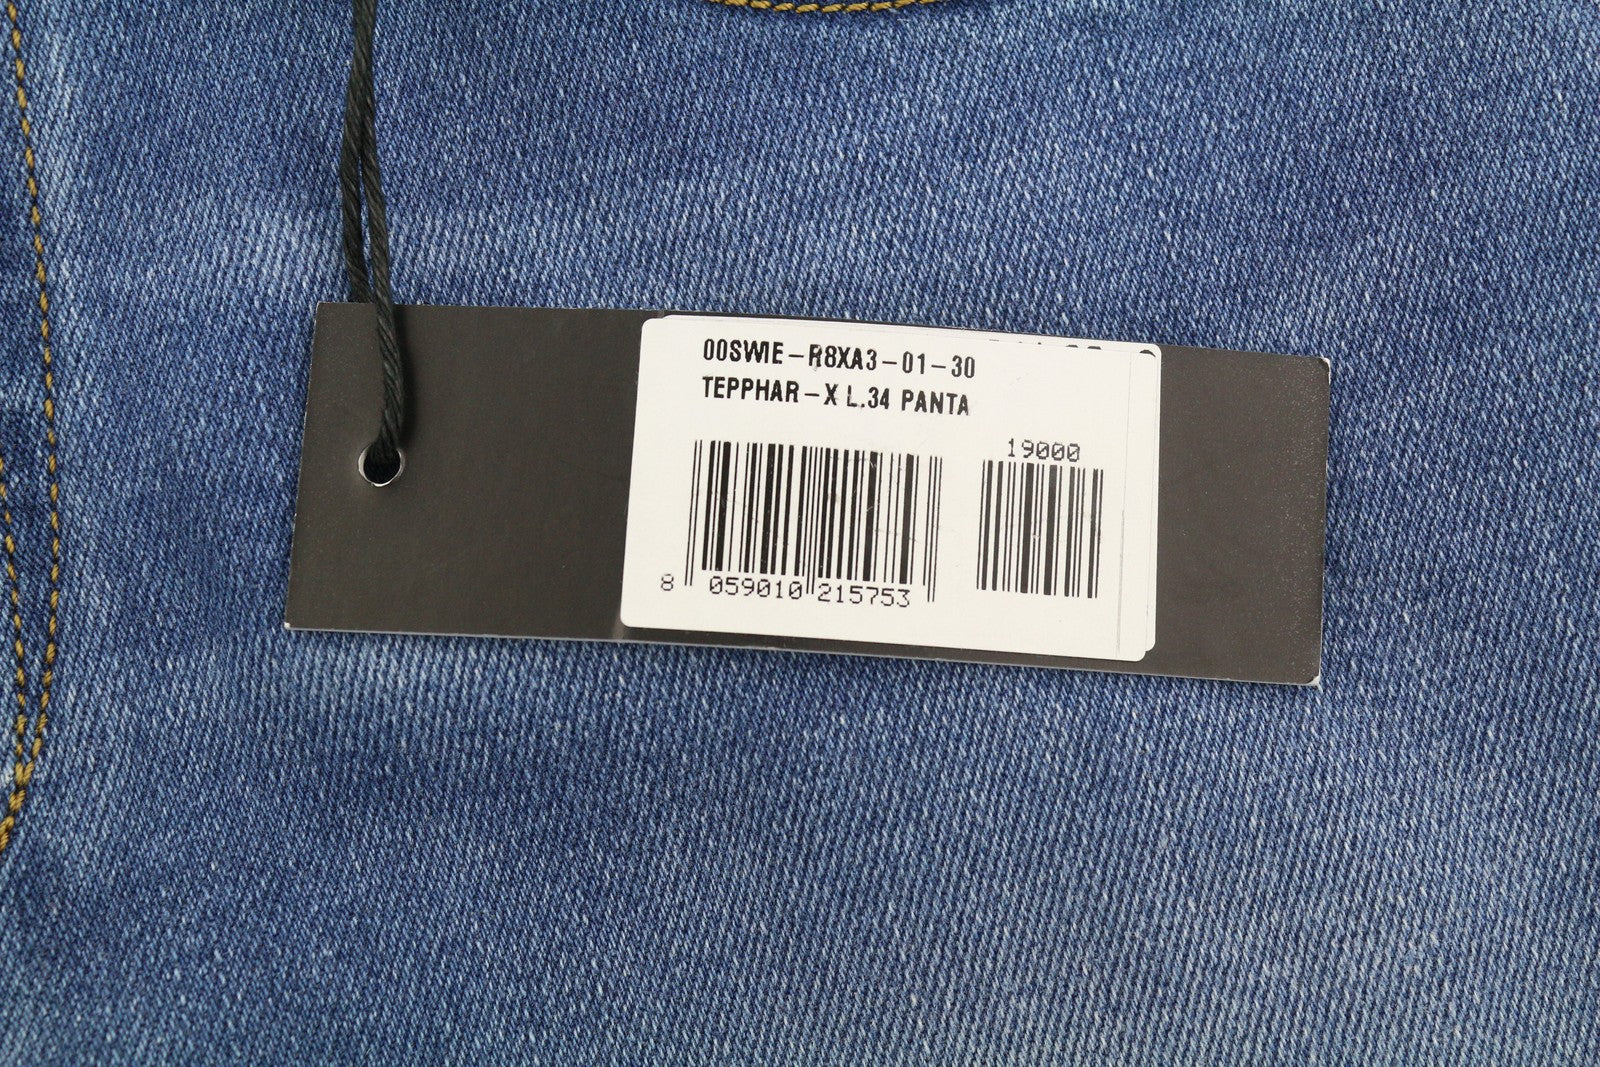 00SWIE-R8XA3-01-30
TEPPHAR-X L.34 PANTA
19000
8 059010 215753